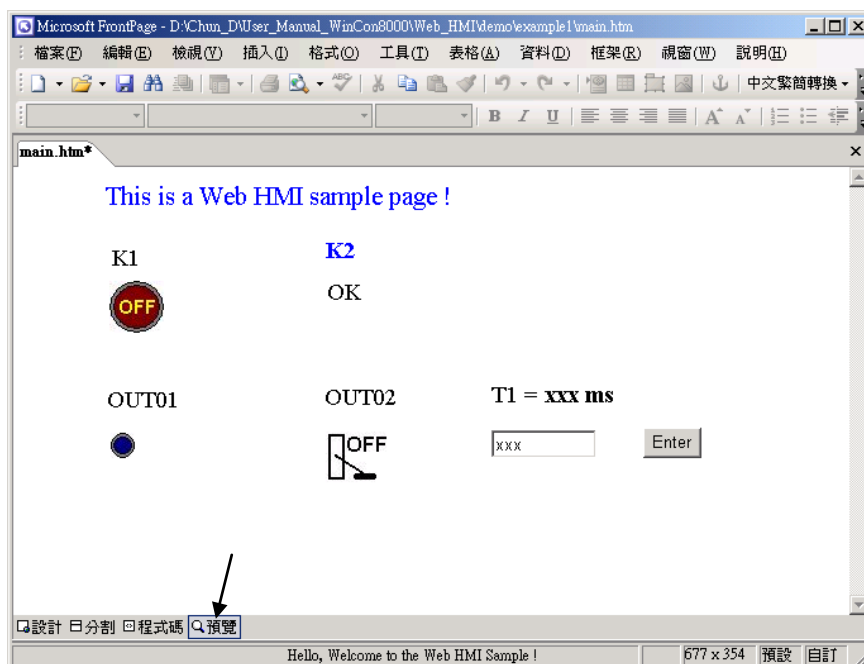 Microsoft FrontPage - D:\Chun_D\User_Manual_WinCon8000\Web_HMI\demo\example1\main.htm
檔案(F) 編輯(E) 檢視(V) 插入(I) 格式(O) 工具(T) 表格(A) 資料(D) 框架(R) 視窗(W) 說明(H)
ABC 中文繁簡轉換
B I U A A
main.htm*
This is a Web HMI sample page !
K1 K2
OFF OK
OUT01 OUT02 T1 = xxx ms
OFF xxx Enter
設計 分割 程式碼 預覽
Hello, Welcome to the Web HMI Sample ! 677 x 354 預設 自訂